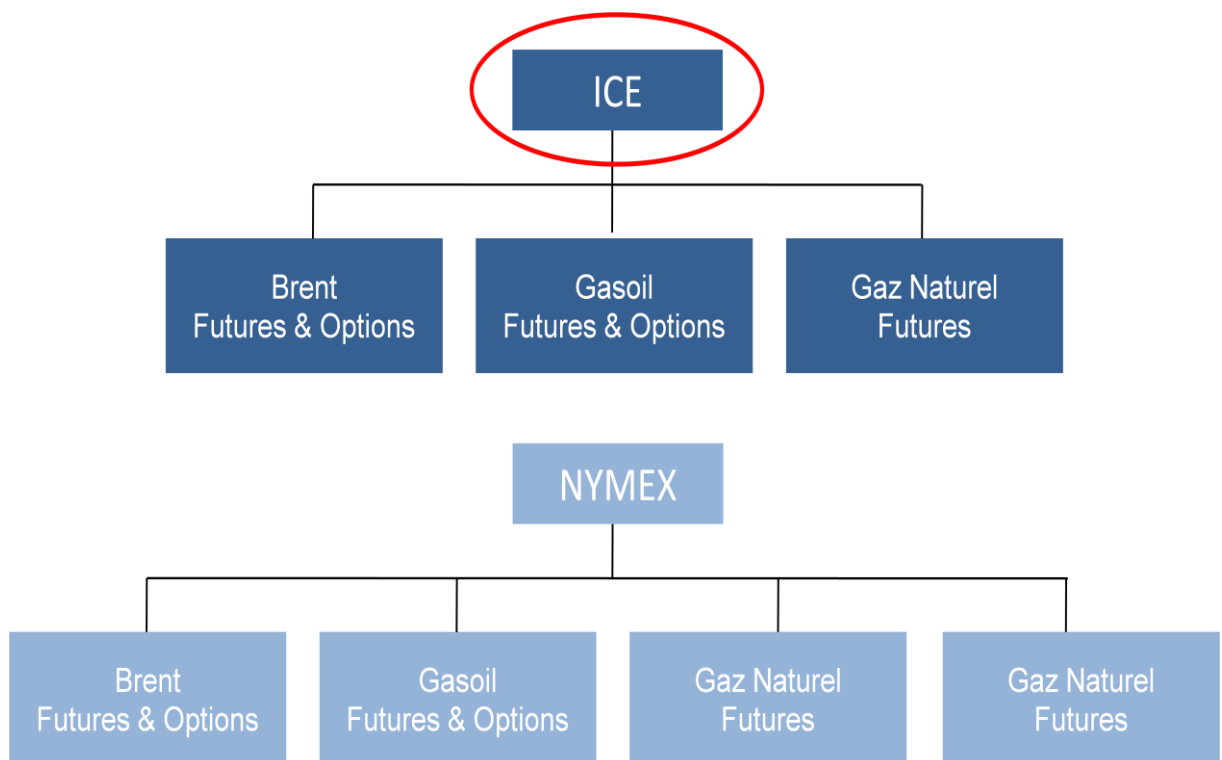 ICE
Brent
Futures & Options
Gasoil
Futures & Options
Gaz Naturel
Futures
NYMEX
Brent
Futures & Options
Gasoil
Futures & Options
Gaz Naturel
Futures
Gaz Naturel
Futures